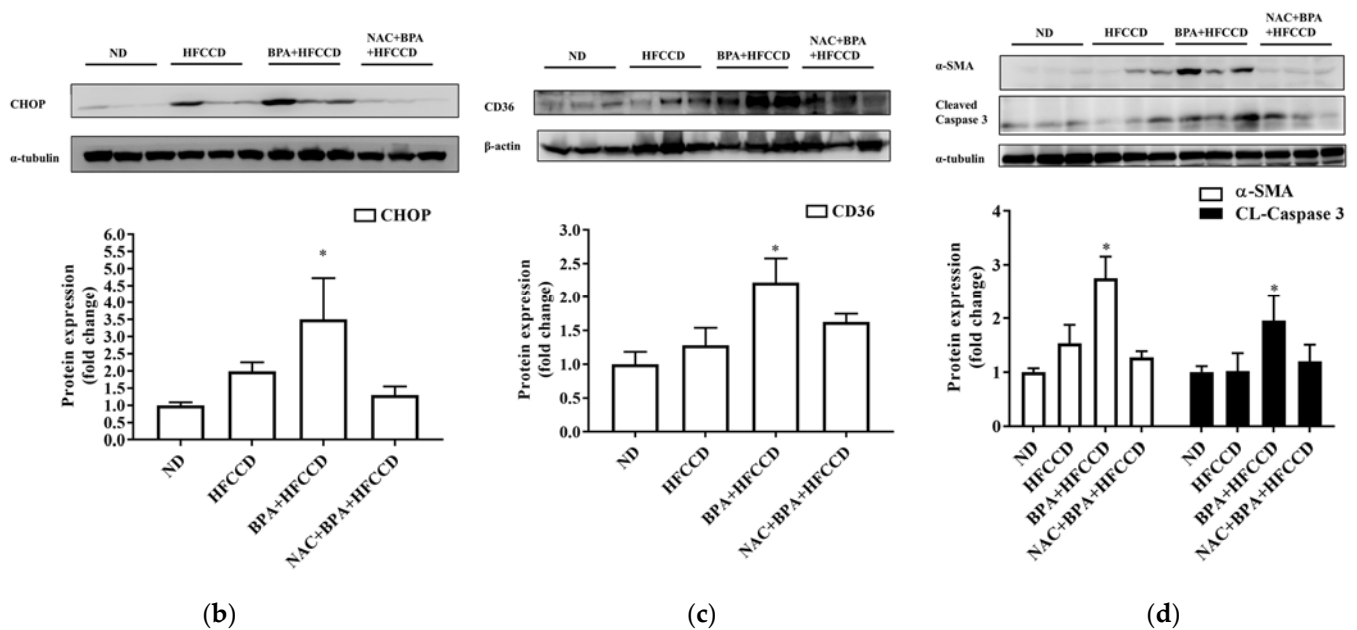 ND HFCCD BPA+HFCCD NAC+BPA
+HFCCD
CHOP
α-tubulin
CHOP
Protein expression
(fold change)
6.0
5.5
5.0
4.5
4.0
3.5
3.0
2.5
2.0
1.5
1.0
0.5
0.0
*
ND
HFCCD
BPA+HFCCD
NAC+BPA+HFCCD
(b)
ND HFCCD BPA+HFCCD NAC+BPA
+HFCCD
CD36
β-actin
CD36
Protein expression
(fold change)
3.0
2.5
2.0
1.5
1.0
0.5
0.0
*
ND
HFCCD
BPA+HFCCD
NAC+BPA+HFCCD
(c)
ND HFCCD BPA+HFCCD NAC+BPA
+HFCCD
α-SMA
Cleaved
Caspase 3
α-tubulin
α-SMA
CL-Caspase 3
Protein expression
(fold change)
4
3
2
1
0
*
*
ND
HFCCD
BPA+HFCCD
NAC+BPA+HFCCD
ND
HFCCD
BPA+HFCCD
NAC+BPA+HFCCD
(d)